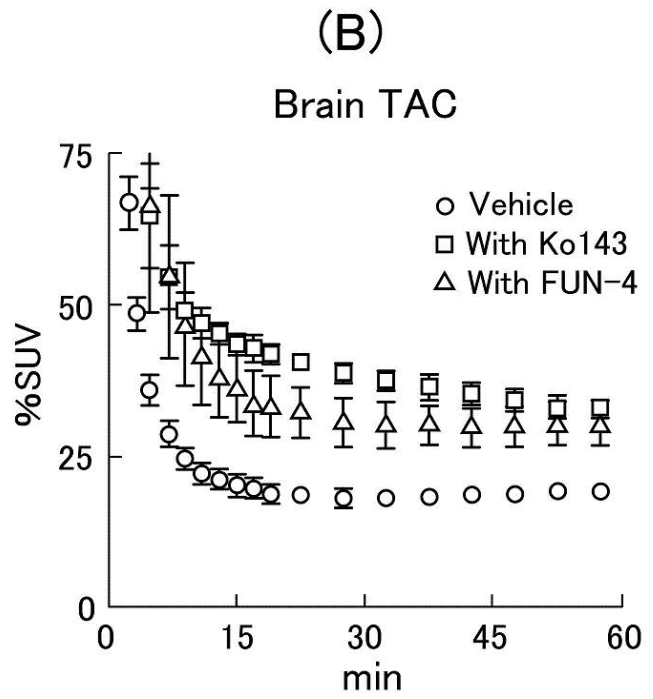 (B)
Brain TAC
75
50
25
0
%SUV
Vehicle
With Ko143
With FUN-4
0 15 30 45 60
min